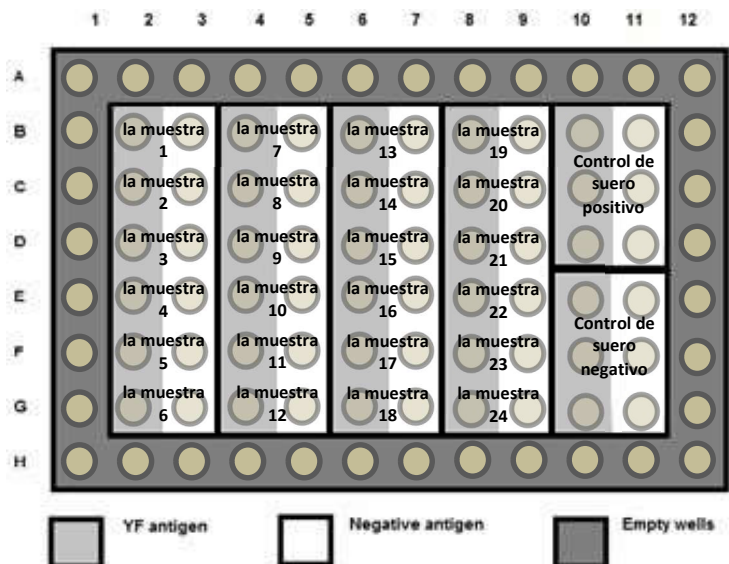 1 2 3 4 5 6 7 8 9 10 11 12
A
B
C
D
E
F
G
H
la muestra
1
la muestra
2
la muestra
3
la muestra
4
la muestra
5
la muestra
6
la muestra
7
la muestra
8
la muestra
9
la muestra
10
la muestra
11
la muestra
12
la muestra
13
la muestra
14
la muestra
15
la muestra
16
la muestra
17
la muestra
18
la muestra
19
la muestra
20
la muestra
21
la muestra
22
la muestra
23
la muestra
24
Control de
suero
positivo
Control de
suero
negativo
YF antigen
Negative antigen
Empty wells